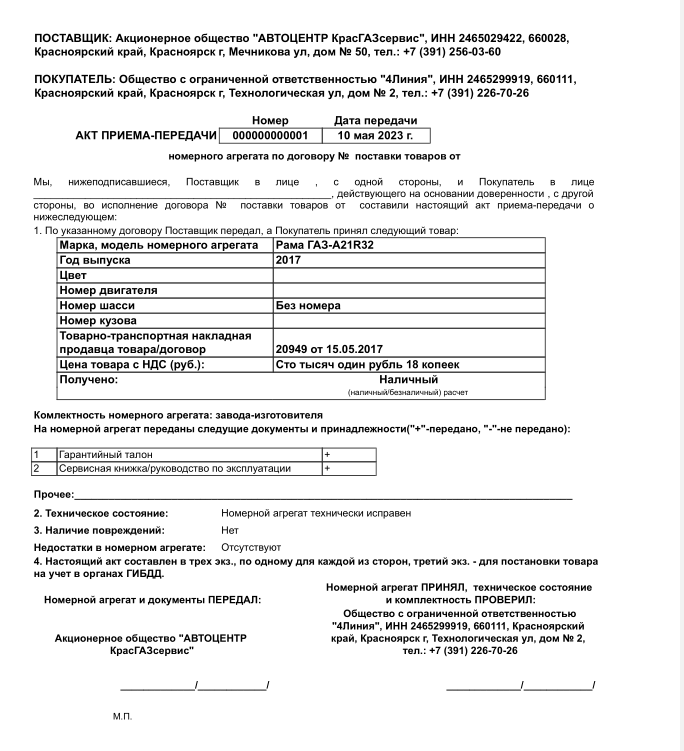 ПОСТАВЩИК: Акционерное общество "АВТОЦЕНТР КрасГАЗсервис", ИНН 2465029422, 660028,
Красноярский край, Красноярск г, Мечникова ул, дом № 50, тел.: +7 (391) 256-03-60
ПОКУПАТЕЛЬ: Общество с ограниченной ответственностью "4Линия", ИНН 2465299919, 660111,
Красноярский край, Красноярск г, Технологическая ул, дом № 2, тел.: +7 (391) 226-70-26
Номер Дата передачи
АКТ ПРИЕМА-ПЕРЕДАЧИ 000000000001 10 мая 2023 г.
номерного агрегата по договору № поставки товаров от
Мы, нижеподписавшиеся, Поставщик в лице , с одной стороны, и Покупатель в лице
, действующего на основании доверенности , с другой
стороны, во исполнение договора № поставки товаров от составили настоящий акт приема-передачи о
нижеследующем:
1. По указанному договору Поставщик передал, а Покупатель принял следующий товар:
Марка, модель номерного агрегата Рама ГАЗ-А21R32
Год выпуска 2017
Цвет
Номер двигателя
Номер шасси Без номера
Номер кузова
Товарно-транспортная накладная
продавца товара/договор 20949 от 15.05.2017
Цена товара с НДС (руб.): Сто тысяч один рубль 18 копеек
Получено: Наличный
(наличный/безналичный) расчет
Комлектность номерного агрегата: завода-изготовителя
На номерной агрегат переданы следущие документы и принадлежности("+"-передано, "-"-не передано):
1 Гарантийный талон +
2 Сервисная книжка/руководство по эксплуатации +
Прочее:
2. Техническое состояние: Номерной агрегат технически исправен
3. Наличие повреждений: Нет
Недостатки в номерном агрегате: Отсутствуют
4. Настоящий акт составлен в трех экз., по одному для каждой из сторон, третий экз. - для постановки товара
на учет в органах ГИБДД.
Номерной агрегат и документы ПЕРЕДАЛ:
Акционерное общество "АВТОЦЕНТР
КрасГАЗсервис"
Номерной агрегат ПРИНЯЛ, техническое состояние
и комплектность ПРОВЕРИЛ:
Общество с ограниченной ответственностью
"4Линия", ИНН 2465299919, 660111, Красноярский
край, Красноярск г, Технологическая ул, дом № 2,
тел.: +7 (391) 226-70-26
____________/____________/
____________/____________/
М.П.